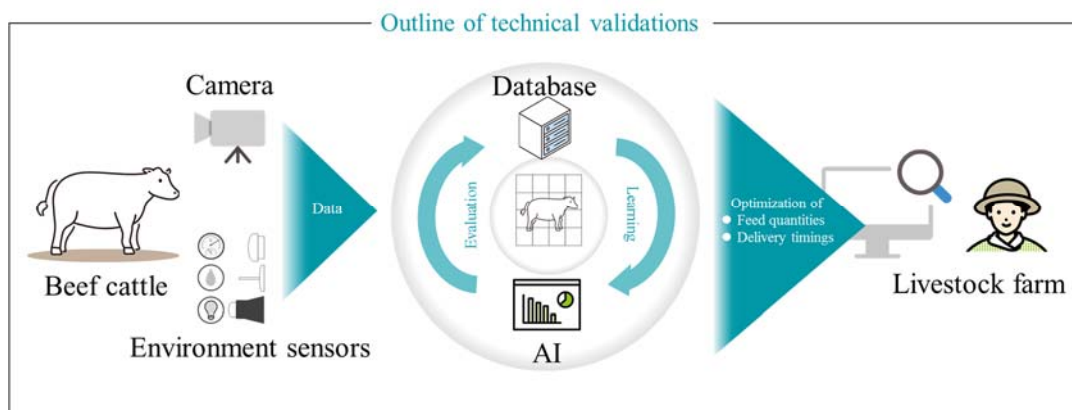 Outline of technical validations
Camera
Beef cattle
Environment sensors
Data
Database
Evaluation
Learning
AI
Optimization of
● Feed quantities
● Delivery timings
Livestock farm